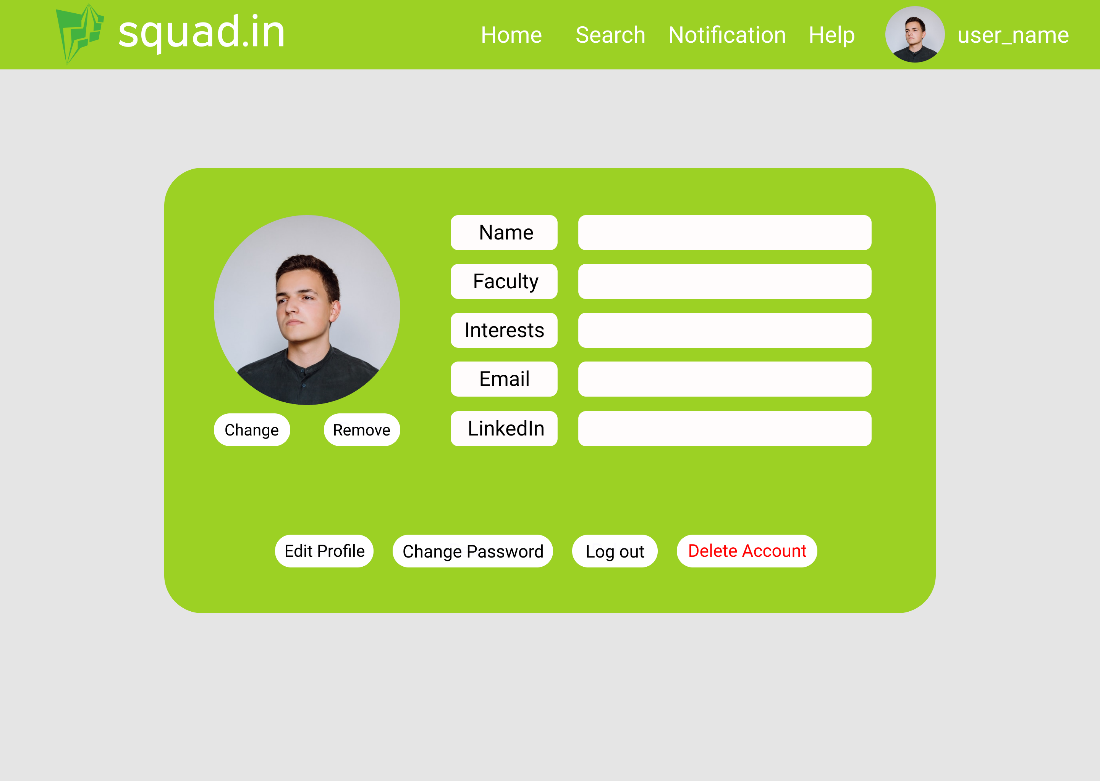 squad.in
Home Search Notification Help user_name
Name
Faculty
Interests
Email
LinkedIn
Change Remove
Edit Profile Change Password Log out Delete Account